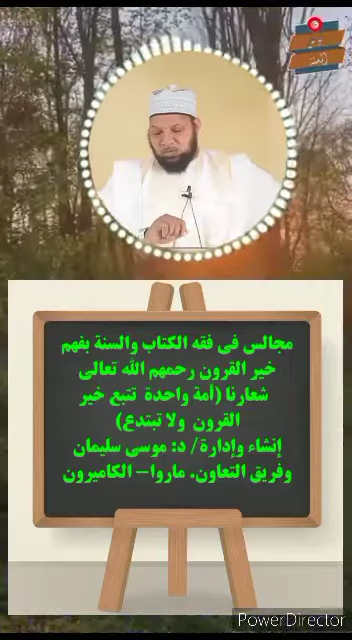 مجالس فى فقه الكتاب والسنة بفهم
خير القرون رحمهم الله تعالى
شعارنا (أمة واحدة تتبع خير
القرون ولا تبتدع)
إنشاء وإدارة/ د: موسى سليمان
وفريق التعاون. ماروا– الكاميرون
PowerDirector